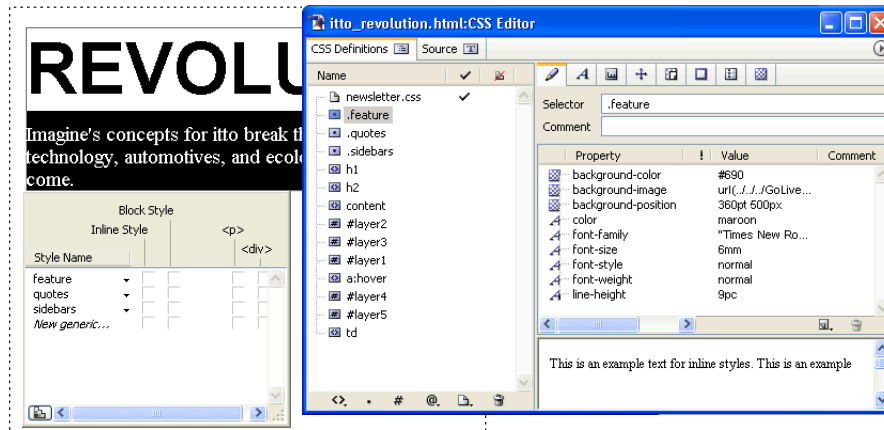 REVOLU
Imagine's concepts for itto break th
technology, automotives, and ecol
come.
Block Style
Inline Style
<p>
<div>
Style Name
feature
quotes
sidebars
New generic...
itto_revolution.html:CSS Editor
CSS Definitions
Source
Name
newsletter.css
.feature
.quotes
.sidebars
h1
h2
content
#layer2
#layer3
#layer1
a:hover
#layer4
#layer5
td
Selector .feature
Comment
Property ! Value Comment
background-color #690
background-image url(../../../GoLive...
background-position 360pt 500px
color maroon
font-family "Times New Ro...
font-size 6mm
font-style normal
font-weight normal
line-height 9pc
This is an example text for inline styles. This is an example